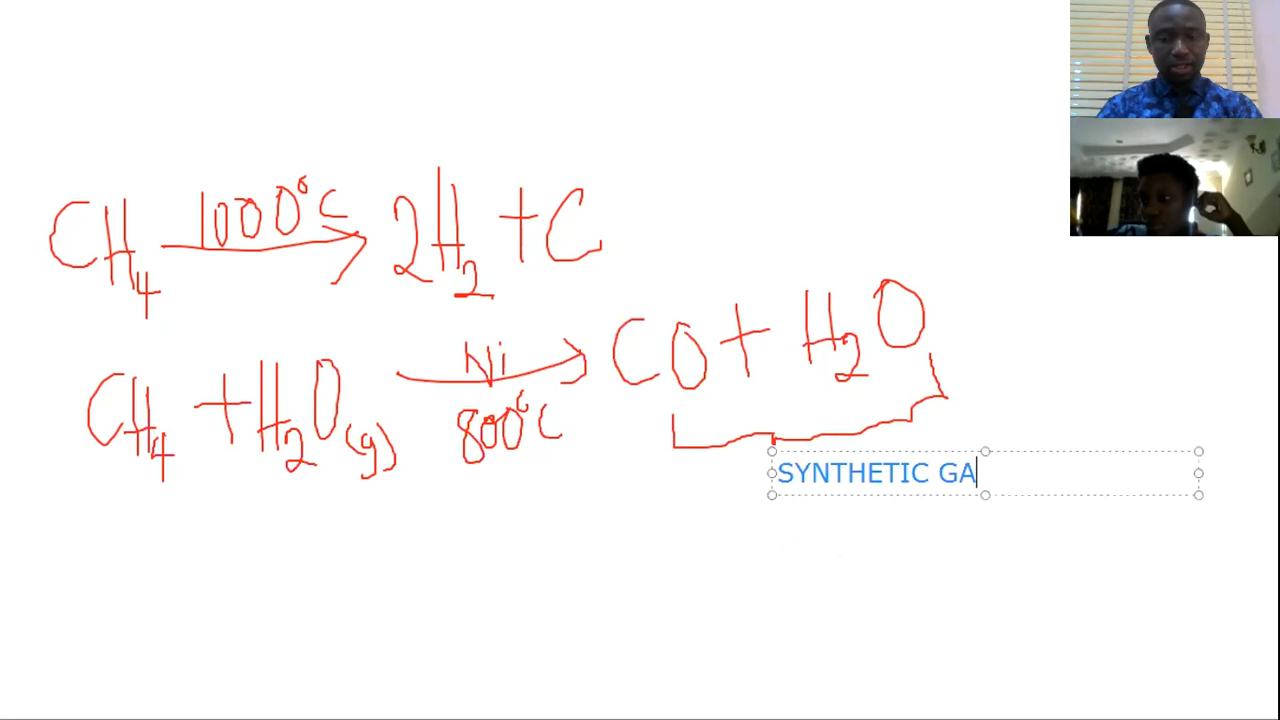 CH₄ 1000°C → 2H₂ + C
CH₄ + H₂O(g) Ni 800°C → CO + H₂O
SYNTHETIC GA